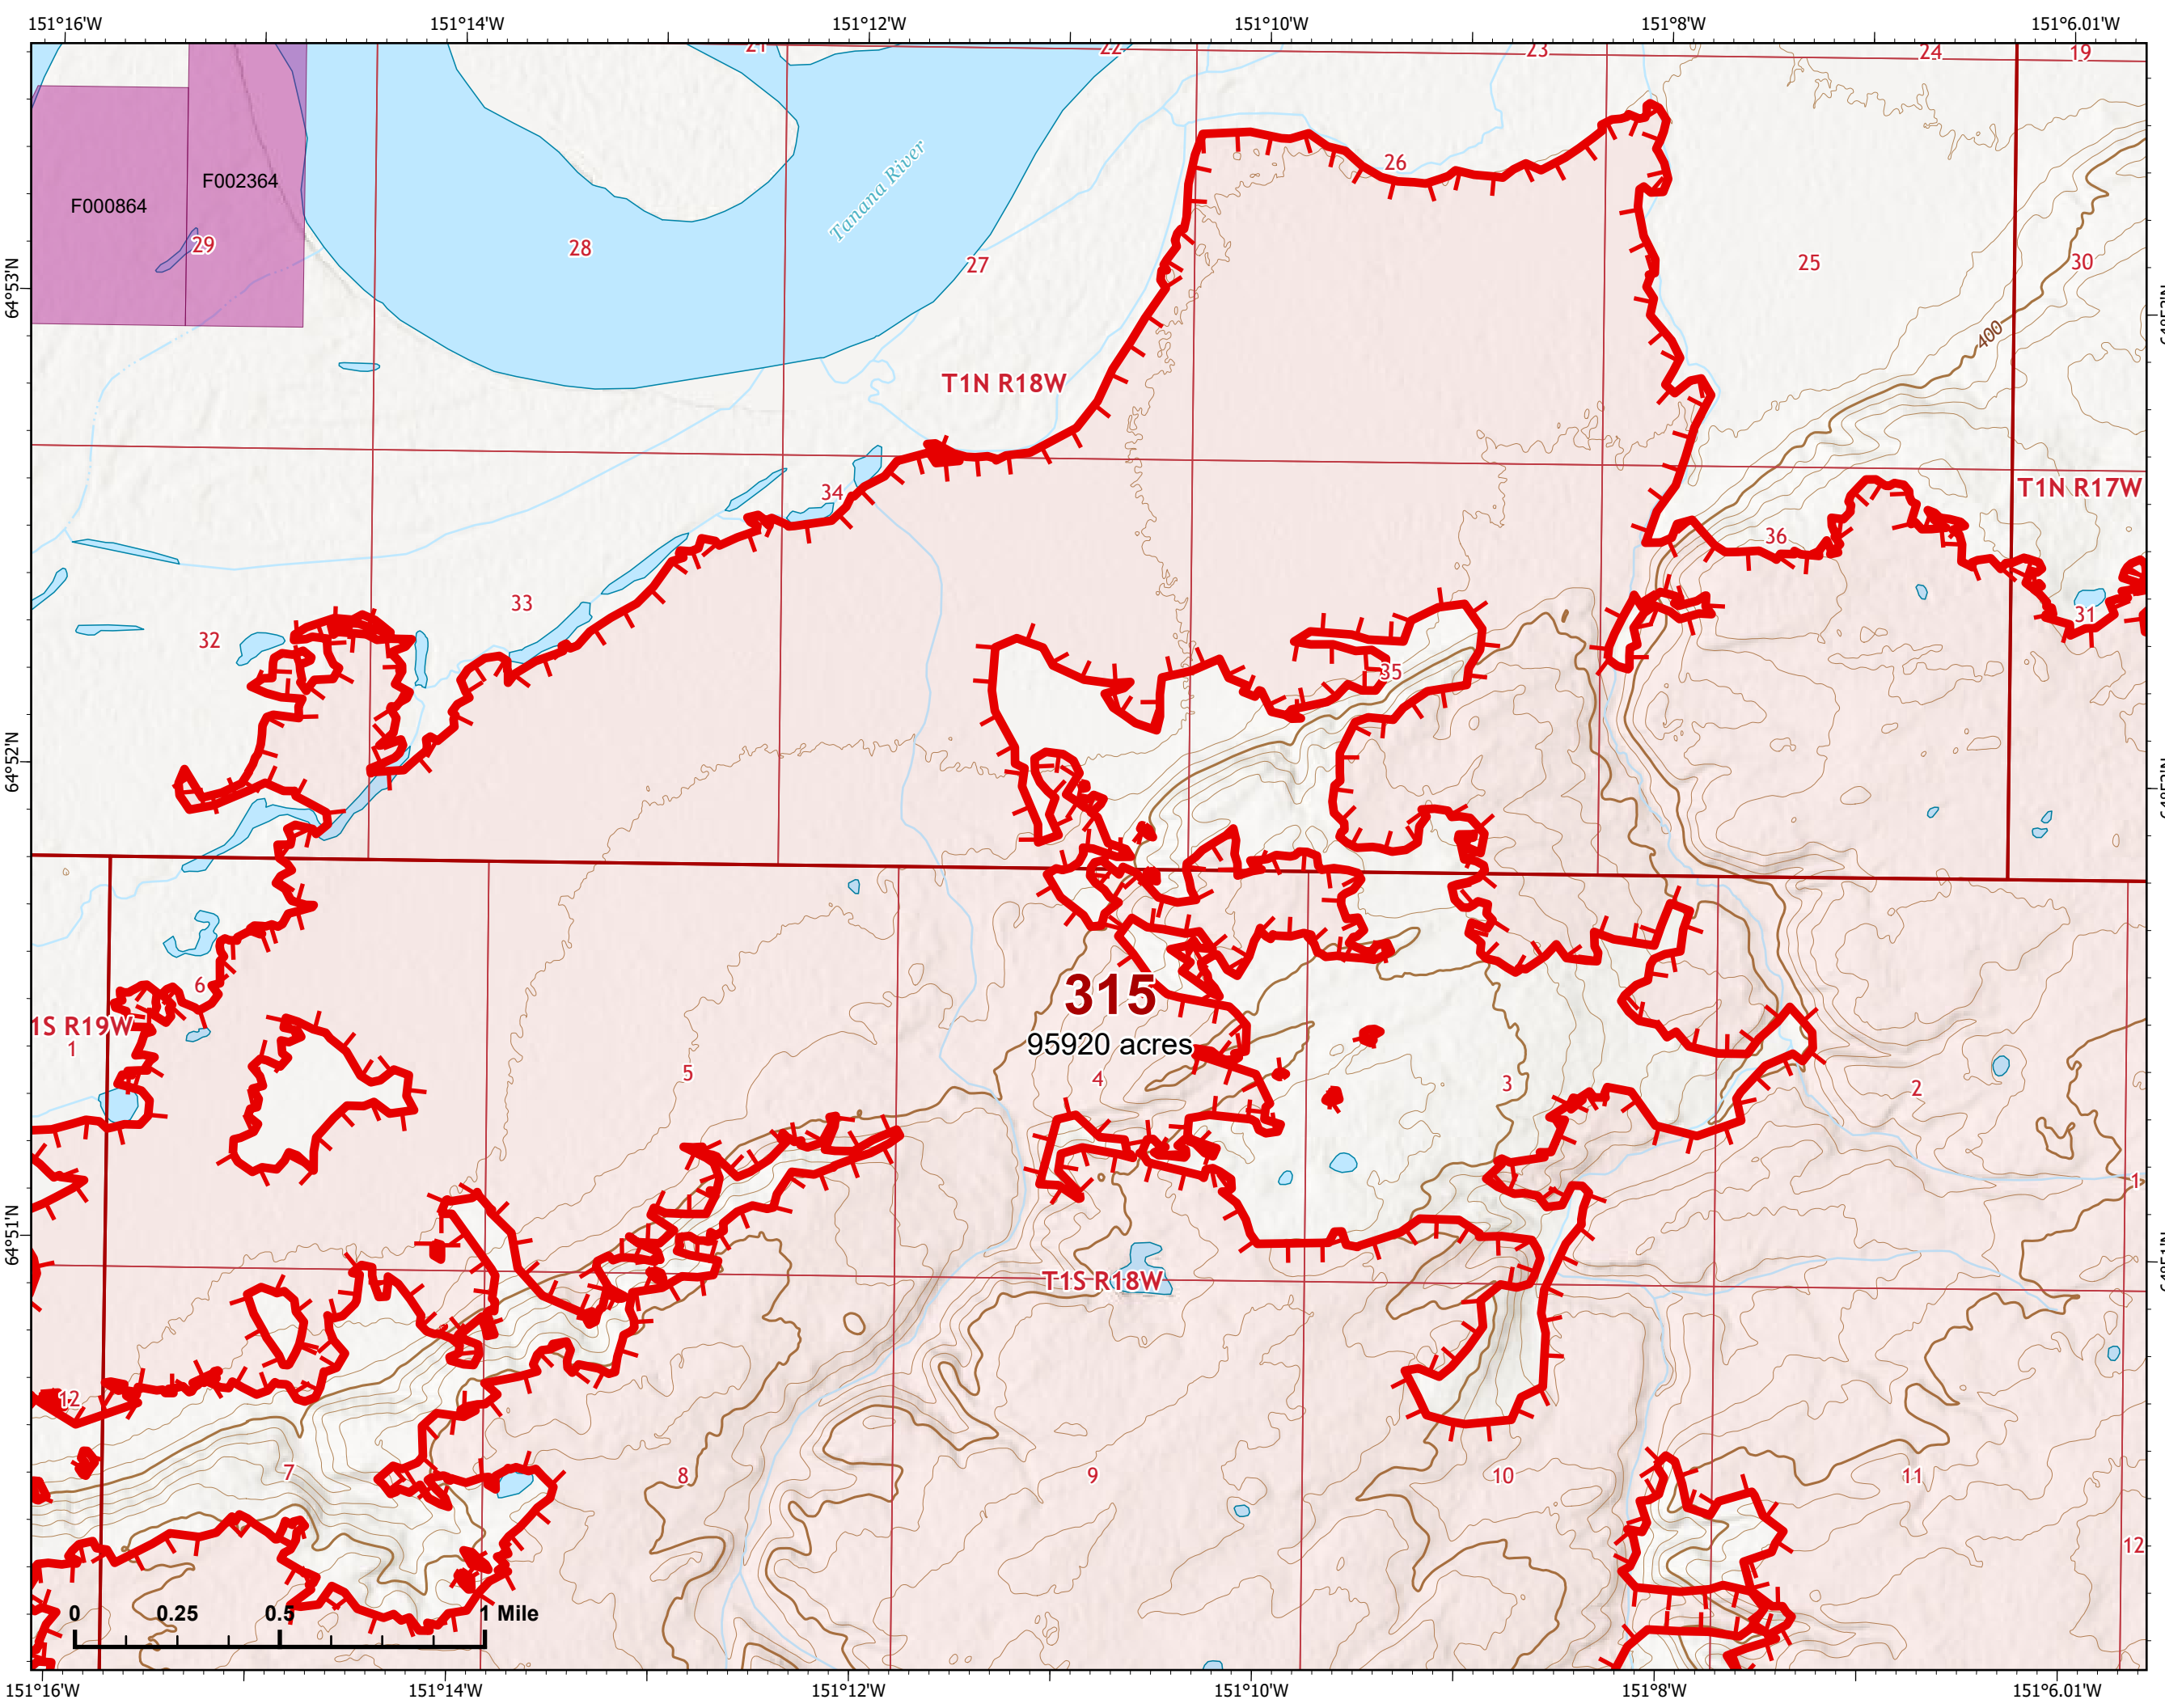 151°16'W 151°14'W 151°12'W 151°10'W 151°8'W 151°6.01'W
21 22 23 24 19
F002364
F000864
29 28 27 26 25 30
Tanana River
64°53'N
400
T1N R18W
34 T1N R17W
36
33 32 31
35
64°52'N
315
6
1S R19W
95920 acres
1 5 4 3 2
1
64°51'N
T1S R18W
12
7 8 9 10 11
12
0 0.25 0.5 1 Mile
151°16'W 151°14'W 151°12'W 151°10'W 151°8'W 151°6.01'W